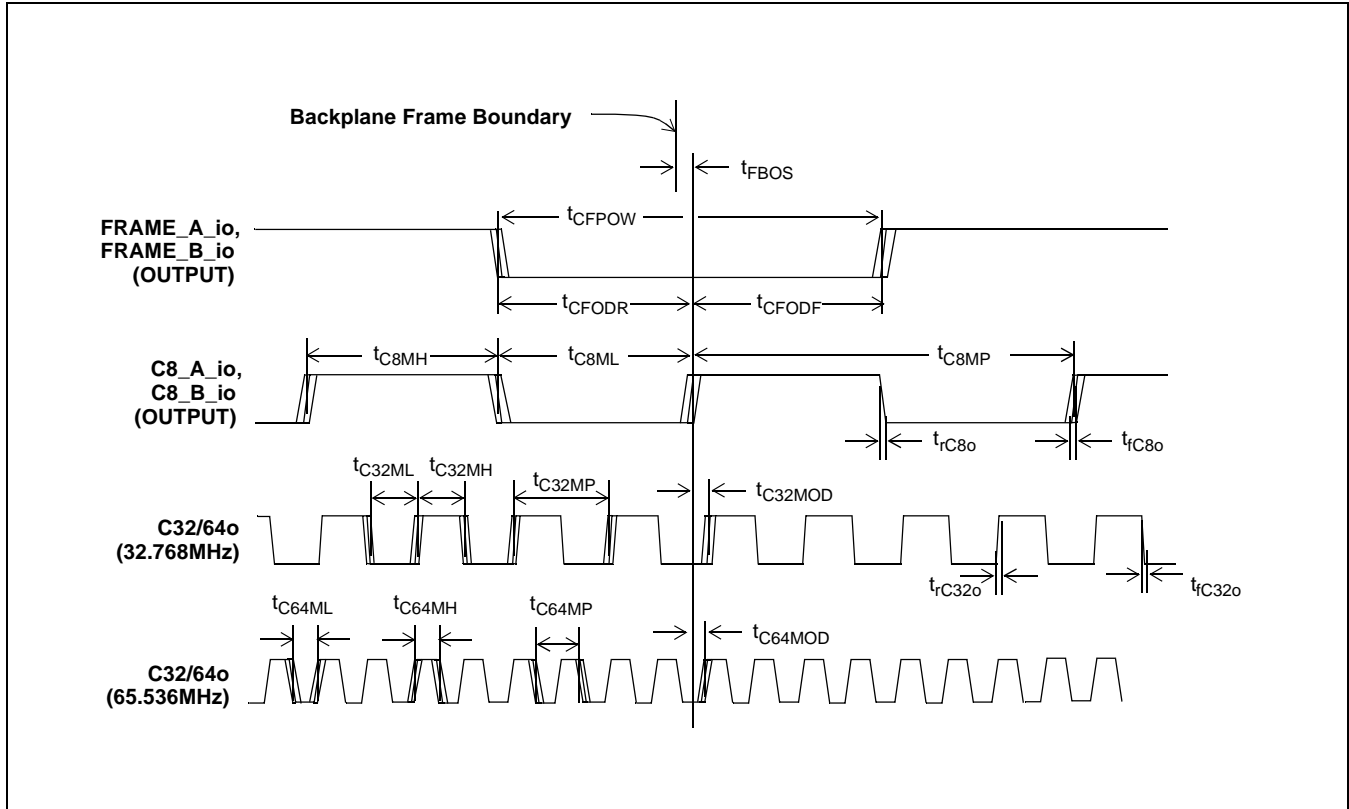 Backplane Frame Boundary
tFBOS
tCFPOW
FRAME_A_io,
FRAME_B_io
(OUTPUT)
tCFODR
tCFODF
tC8MH
tC8ML
tC8MP
C8_A_io,
C8_B_io
(OUTPUT)
trC8o
tfC8o
tC32ML
tC32MH
tC32MP
tC32MOD
C32/64o
(32.768MHz)
trC32o
tfC32o
tC64ML
tC64MH
tC64MP
tC64MOD
C32/64o
(65.536MHz)